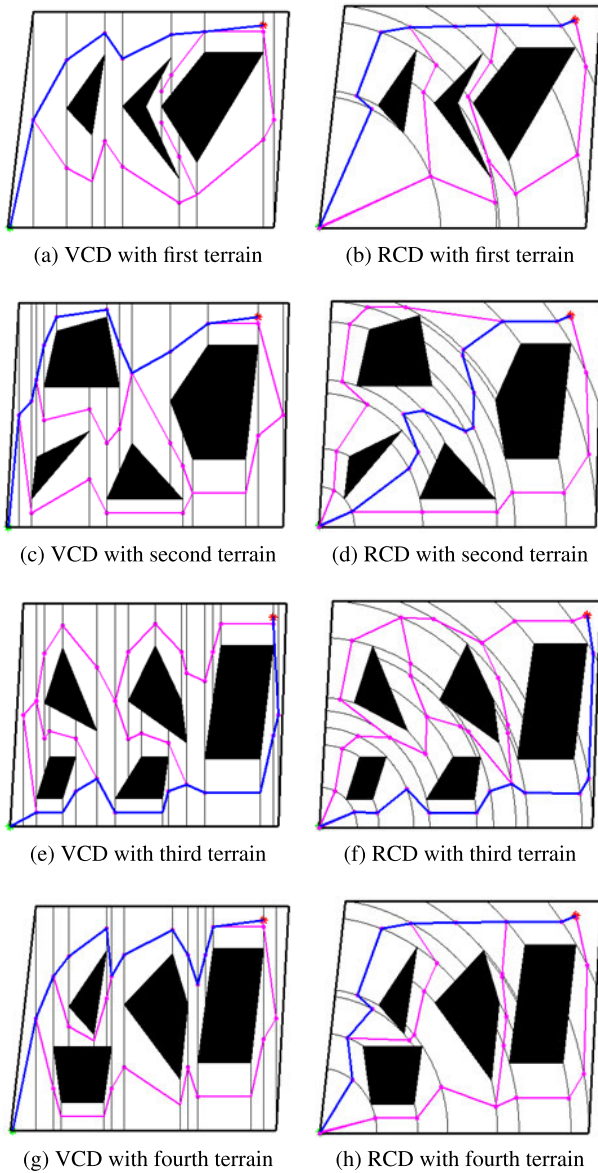 (a) VCD with first terrain
(b) RCD with first terrain
(c) VCD with second terrain
(d) RCD with second terrain
(e) VCD with third terrain
(f) RCD with third terrain
(g) VCD with fourth terrain
(h) RCD with fourth terrain